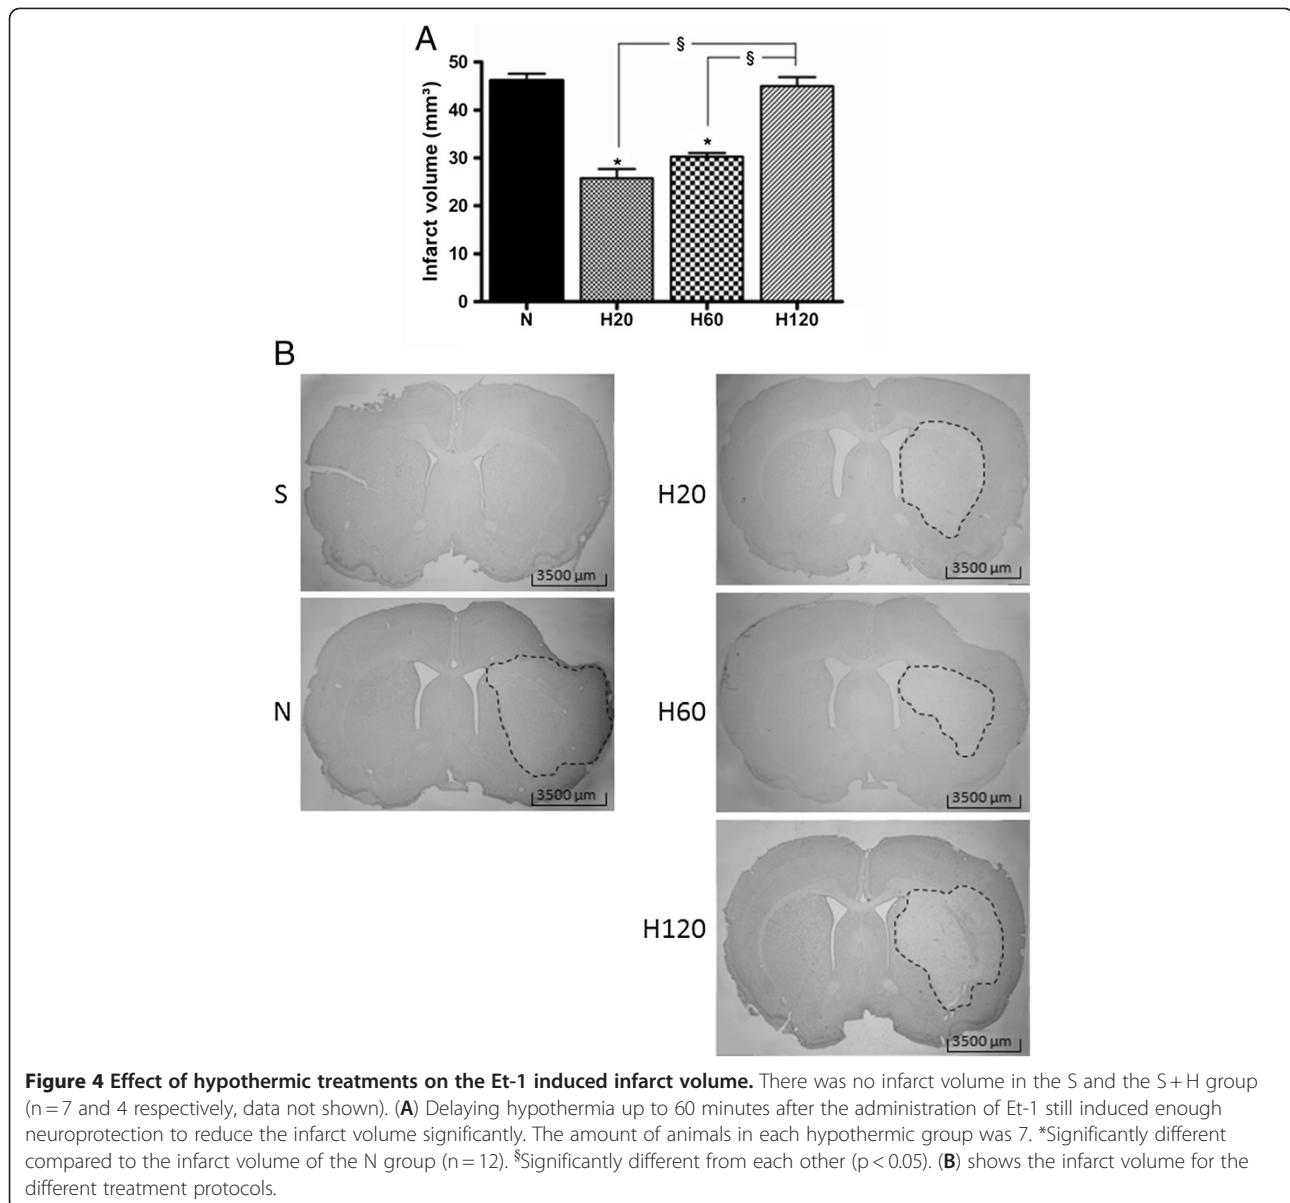 A
§
§
50
40
30
20
10
0
Infarct volume (mm³)
*
*
N H20 H60 H120
B
S
3500 µm
H20
3500 µm
N
3500 µm
H60
3500 µm
H120
3500 µm
Figure 4 Effect of hypothermic treatments on the Et-1 induced infarct volume. There was no infarct volume in the S and the S + H group
(n = 7 and 4 respectively, data not shown). (A) Delaying hypothermia up to 60 minutes after the administration of Et-1 still induced enough
neuroprotection to reduce the infarct volume significantly. The amount of animals in each hypothermic group was 7. *Significantly different
compared to the infarct volume of the N group (n = 12). §Significantly different from each other (p < 0.05). (B) shows the infarct volume for the
different treatment protocols.